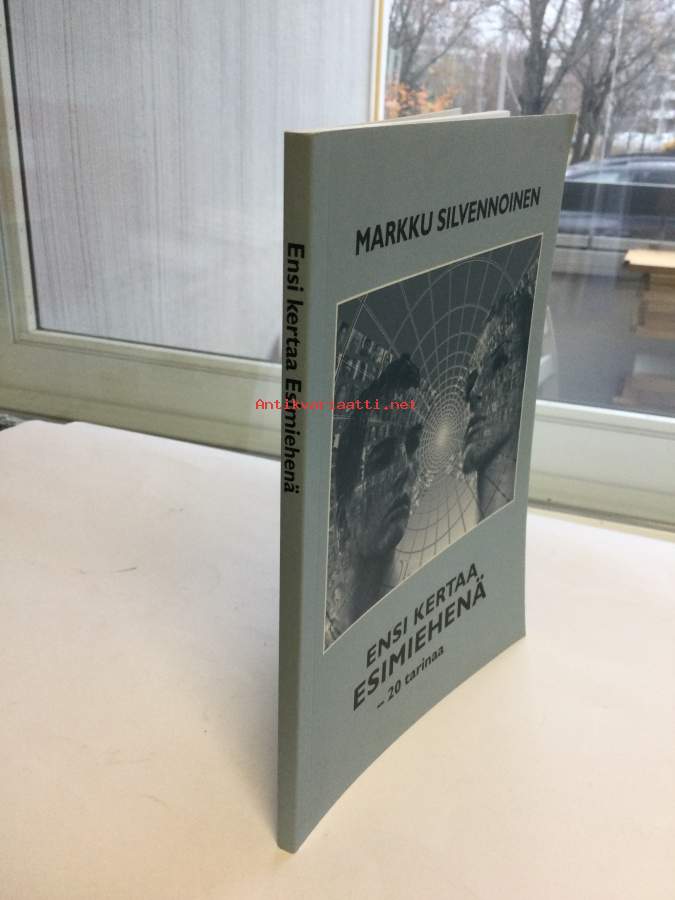 MARKKU SILVENNOINEN
Ensi kertaa Esimiehenä
Antikvariaatti.net
ENSI KERTAA
ESIMIEHENÄ
– 20 tarinaa